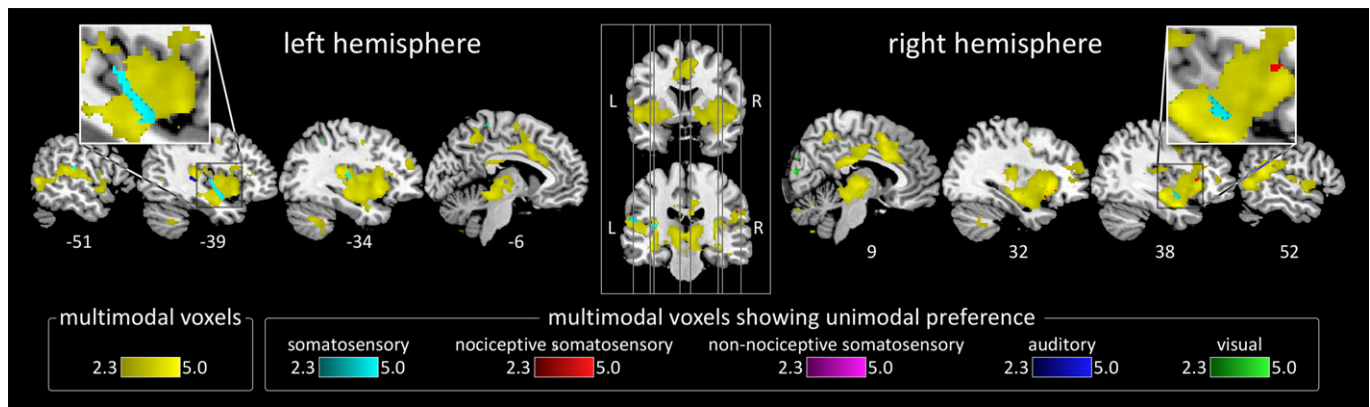 left hemisphere
right hemisphere
L R
L R
-51 -39 -34 -6 9 32 38 52
multimodal voxels
multimodal voxels showing unimodal preference
somatosensory nociceptive somatosensory non-nociceptive somatosensory auditory visual
2.3 5.0 2.3 5.0 2.3 5.0 2.3 5.0 2.3 5.0 2.3 5.0